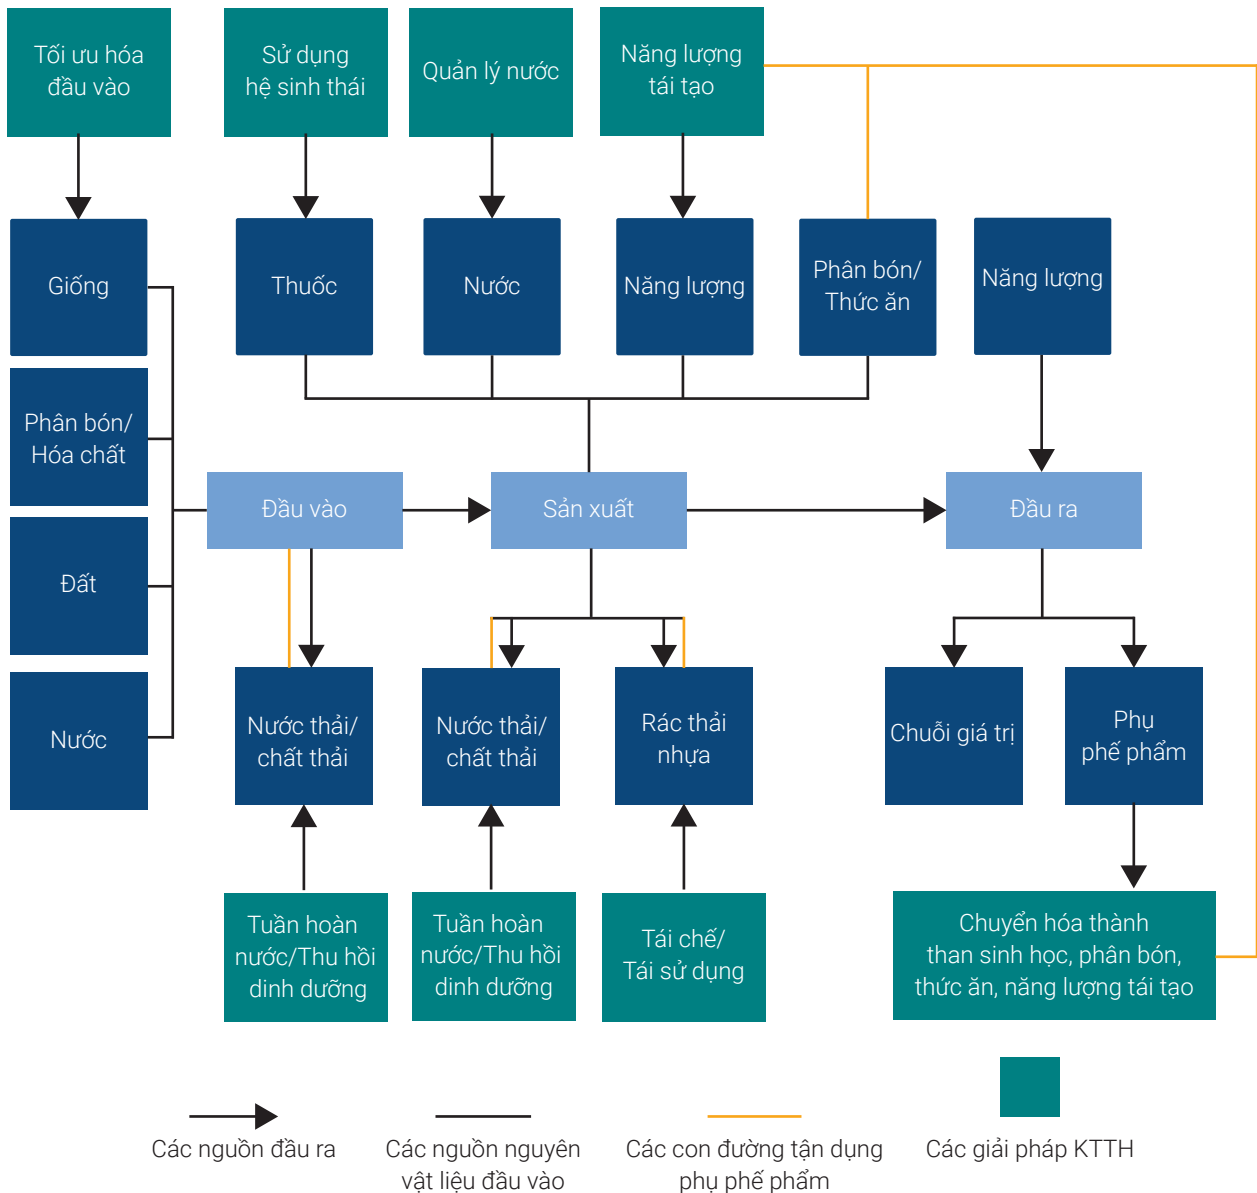 Tối ưu hóa
đầu vào
Sử dụng
hệ sinh thái
Quản lý nước
Năng lượng
tái tạo
Giống
Thuốc
Nước
Năng lượng
Phân bón/
Thức ăn
Năng lượng
Phân bón/
Hóa chất
Đầu vào
Sản xuất
Đầu ra
Đất
Nước
Nước thải/
chất thải
Nước thải/
chất thải
Rác thải
nhựa
Chuỗi giá trị
Phụ
phế phẩm
Tuần hoàn
nước/Thu hồi
dinh dưỡng
Tuần hoàn
nước/Thu hồi
dinh dưỡng
Tái chế/
Tái sử dụng
Chuyển hóa thành
than sinh học, phân bón,
thức ăn, năng lượng tái tạo
Các nguồn đầu ra
Các nguồn nguyên
vật liệu đầu vào
Các con đường tận dụng
phụ phế phẩm
Các giải pháp KTTH